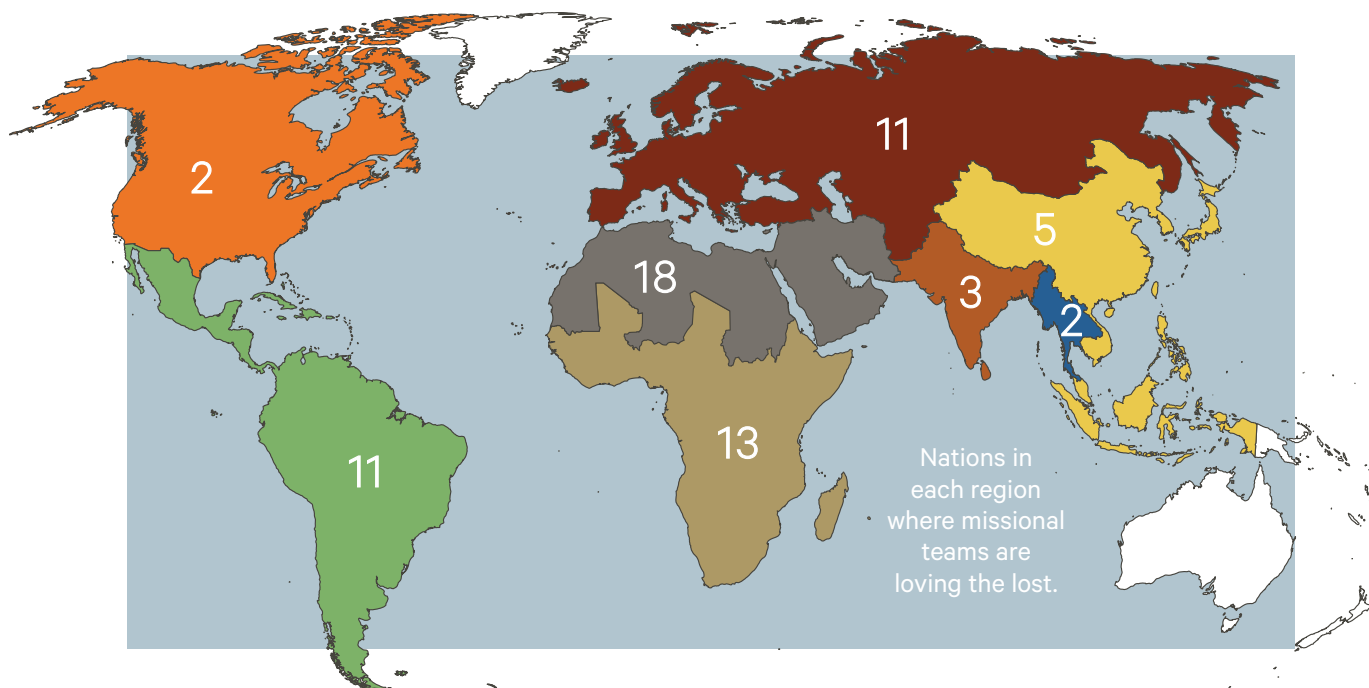 2
11
5
18
3
2
13
11
Nations in
each region
where missional
teams are
loving the lost.